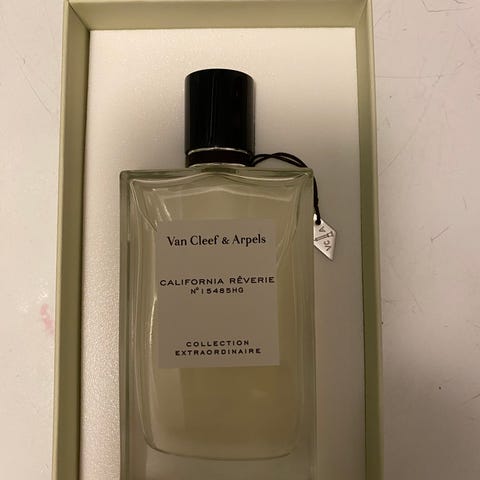 Van Cleef & Arpels
CALIFORNIA RÊVERIE
N° 15485HG
COLLECTION
EXTRAORDINAIRE
VCA